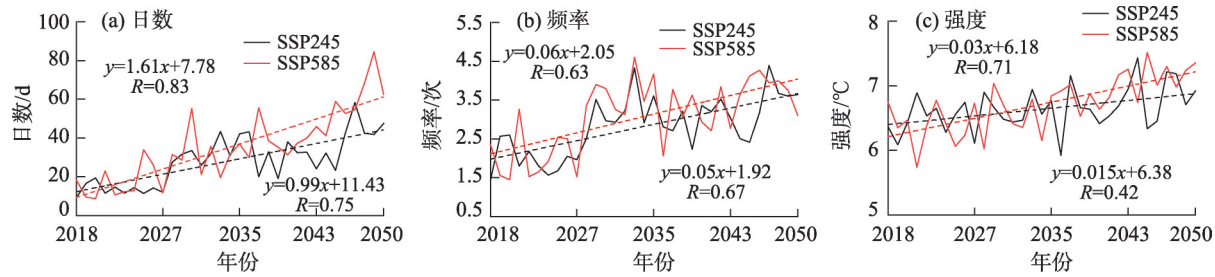 (a) 日数
SSP245
SSP585
y=1.61x+7.78
R=0.83
y=0.99x+11.43
R=0.75
日数/d
100
80
60
40
20
0
2018
2027
2035
2043
2050
年份
(b) 频率
SSP245
SSP585
y=0.06x+2.05
R=0.63
y=0.05x+1.92
R=0.67
频率/次
5.5
4.5
3.5
2.5
1.5
0.5
2018
2027
2035
2043
2050
年份
(c) 强度
SSP245
SSP585
y=0.03x+6.18
R=0.71
y=0.015x+6.38
R=0.42
强度/℃
8
7
6
5
2018
2027
2035
2043
2050
年份